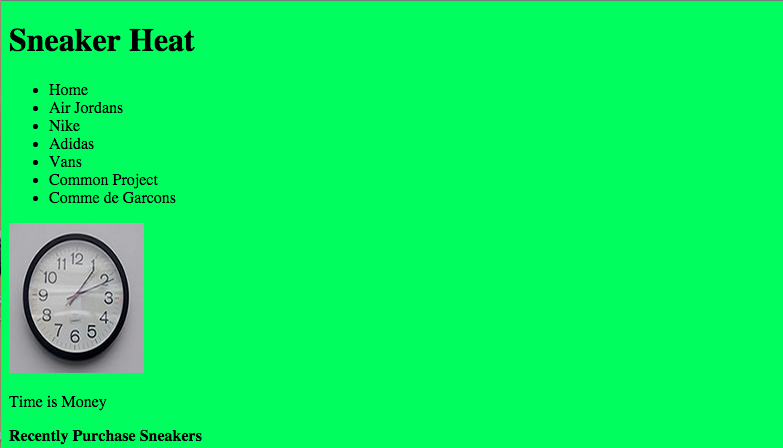 Sneaker Heat
Home
Air Jordans
Nike
Adidas
Vans
Common Project
Comme de Garcons
12
11
1
10
2
9
3
8
4
7
5
6
Time is Money
Recently Purchase Sneakers